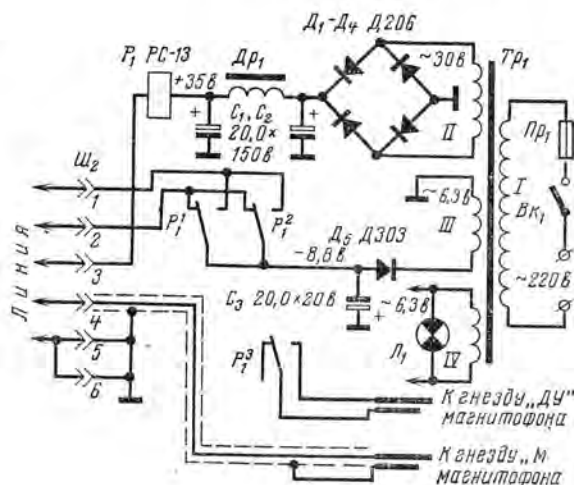 Д₁-Д₄ Д206
Р₁ РС-13
Др₁
Тр₁
+35в
~30в
+
+
С₁, С₂
20,0×
150в
II
Пр₁
I
Вк₁
~220в
Ш₂
1
2
3
4
5
6
Линия
Р₁¹
Р₁²
~6,3в
III
Д₅ Д303
-8,8в
С₃ 20,0×20в
+
~6,3в
Л₁
IV
Р₁³
К гнезду „ДУ"
магнитофона
К гнезду „М
магнитофона